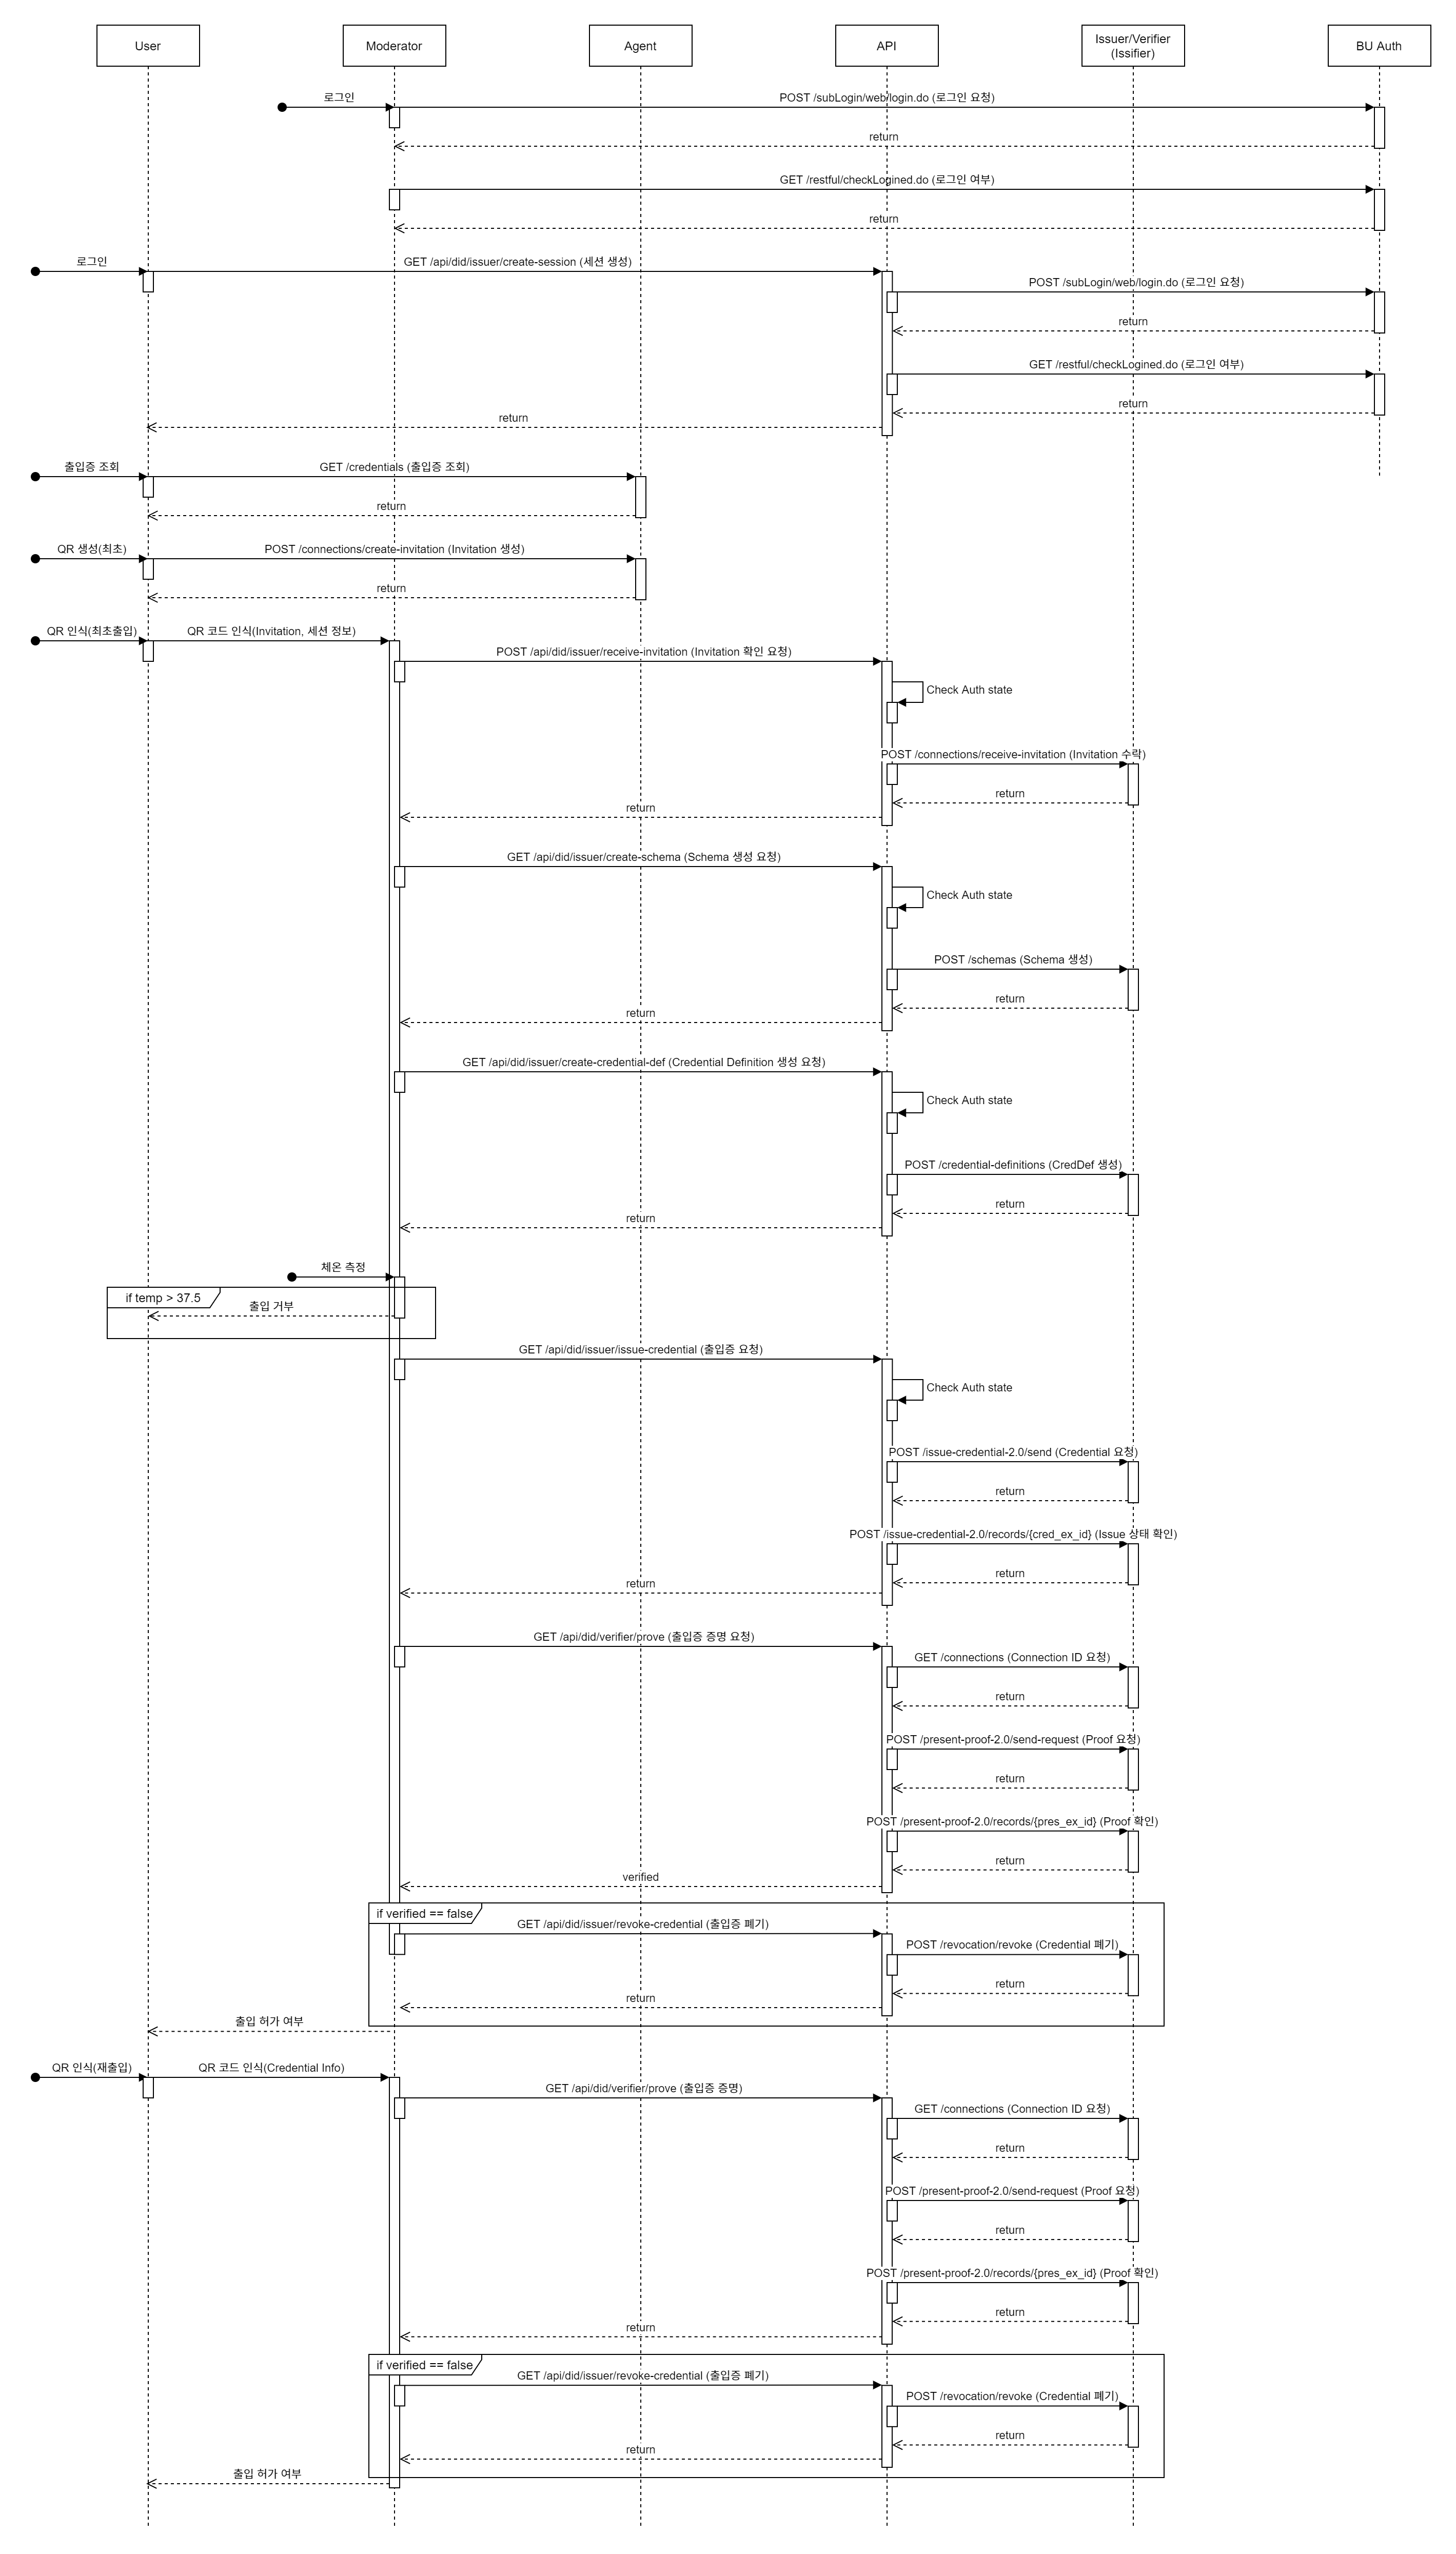 User
Moderator
Agent
API
Issuer/Verifier
(Issifier)
BU Auth
로그인
POST /subLogin/web/login.do (로그인 요청)
return
GET /restful/checkLogined.do (로그인 여부)
return
로그인
GET /api/did/issuer/create-session (세션 생성)
POST /subLogin/web/login.do (로그인 요청)
return
GET /restful/checkLogined.do (로그인 여부)
return
return
출입증 조회
GET /credentials (출입증 조회)
return
QR 생성(최초)
POST /connections/create-invitation (Invitation 생성)
return
QR 인식(최초출입)
QR 코드 인식(Invitation, 세션 정보)
POST /api/did/issuer/receive-invitation (Invitation 확인 요청)
Check Auth state
POST /connections/receive-invitation (Invitation 수락)
return
return
GET /api/did/issuer/create-schema (Schema 생성 요청)
Check Auth state
POST /schemas (Schema 생성)
return
return
GET /api/did/issuer/create-credential-def (Credential Definition 생성 요청)
Check Auth state
POST /credential-definitions (CredDef 생성)
return
return
체온 측정
if temp > 37.5
출입 거부
GET /api/did/issuer/issue-credential (출입증 요청)
Check Auth state
POST /issue-credential-2.0/send (Credential 요청)
return
POST /issue-credential-2.0/records/{cred_ex_id} (Issue 상태 확인)
return
return
GET /api/did/verifier/prove (출입증 증명 요청)
GET /connections (Connection ID 요청)
return
POST /present-proof-2.0/send-request (Proof 요청)
return
POST /present-proof-2.0/records/{pres_ex_id} (Proof 확인)
return
verified
if verified == false
GET /api/did/issuer/revoke-credential (출입증 폐기)
POST /revocation/revoke (Credential 폐기)
return
return
출입 허가 여부
QR 인식(재출입)
QR 코드 인식(Credential Info)
GET /api/did/verifier/prove (출입증 증명)
GET /connections (Connection ID 요청)
return
POST /present-proof-2.0/send-request (Proof 요청)
return
POST /present-proof-2.0/records/{pres_ex_id} (Proof 확인)
return
return
if verified == false
GET /api/did/issuer/revoke-credential (출입증 폐기)
POST /revocation/revoke (Credential 폐기)
return
return
출입 허가 여부